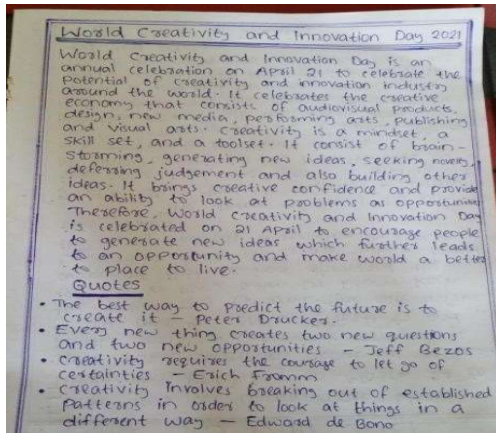 World Creativity and Innovation Day 2021
World Creativity and Innovation Day is an
annual celebration on April 21 to celebrate the
potential of creativity and innovation industry
around the world. It celebrates the creative
economy that consists of audiovisual products,
design, new media, performing arts, publishing
and visual arts. Creativity is a mindset, a
skill set, and a toolset. It consist of brain-
storming, generating new ideas, seeking novelty,
deferring judgement and also building other
ideas. It brings creative confidence and provide
an ability to look at problems as opportunities
Therefore, World Creativity and Innovation Day
is celebrated on 21 April to encourage people
to generate new ideas which further leads
to an opportunity and make world a better
to place to live.
Quotes
• The best way to predict the future is to
create it - Peter Drucker.
• Every new thing creates two new questions
and two new opportunities - Jeff Bezos
• Creativity requires the courage to let go of
certainties - Erich Fromm
• Creativity involves breaking out of established
patterns in order to look at things in a
different way - Edward de Bono